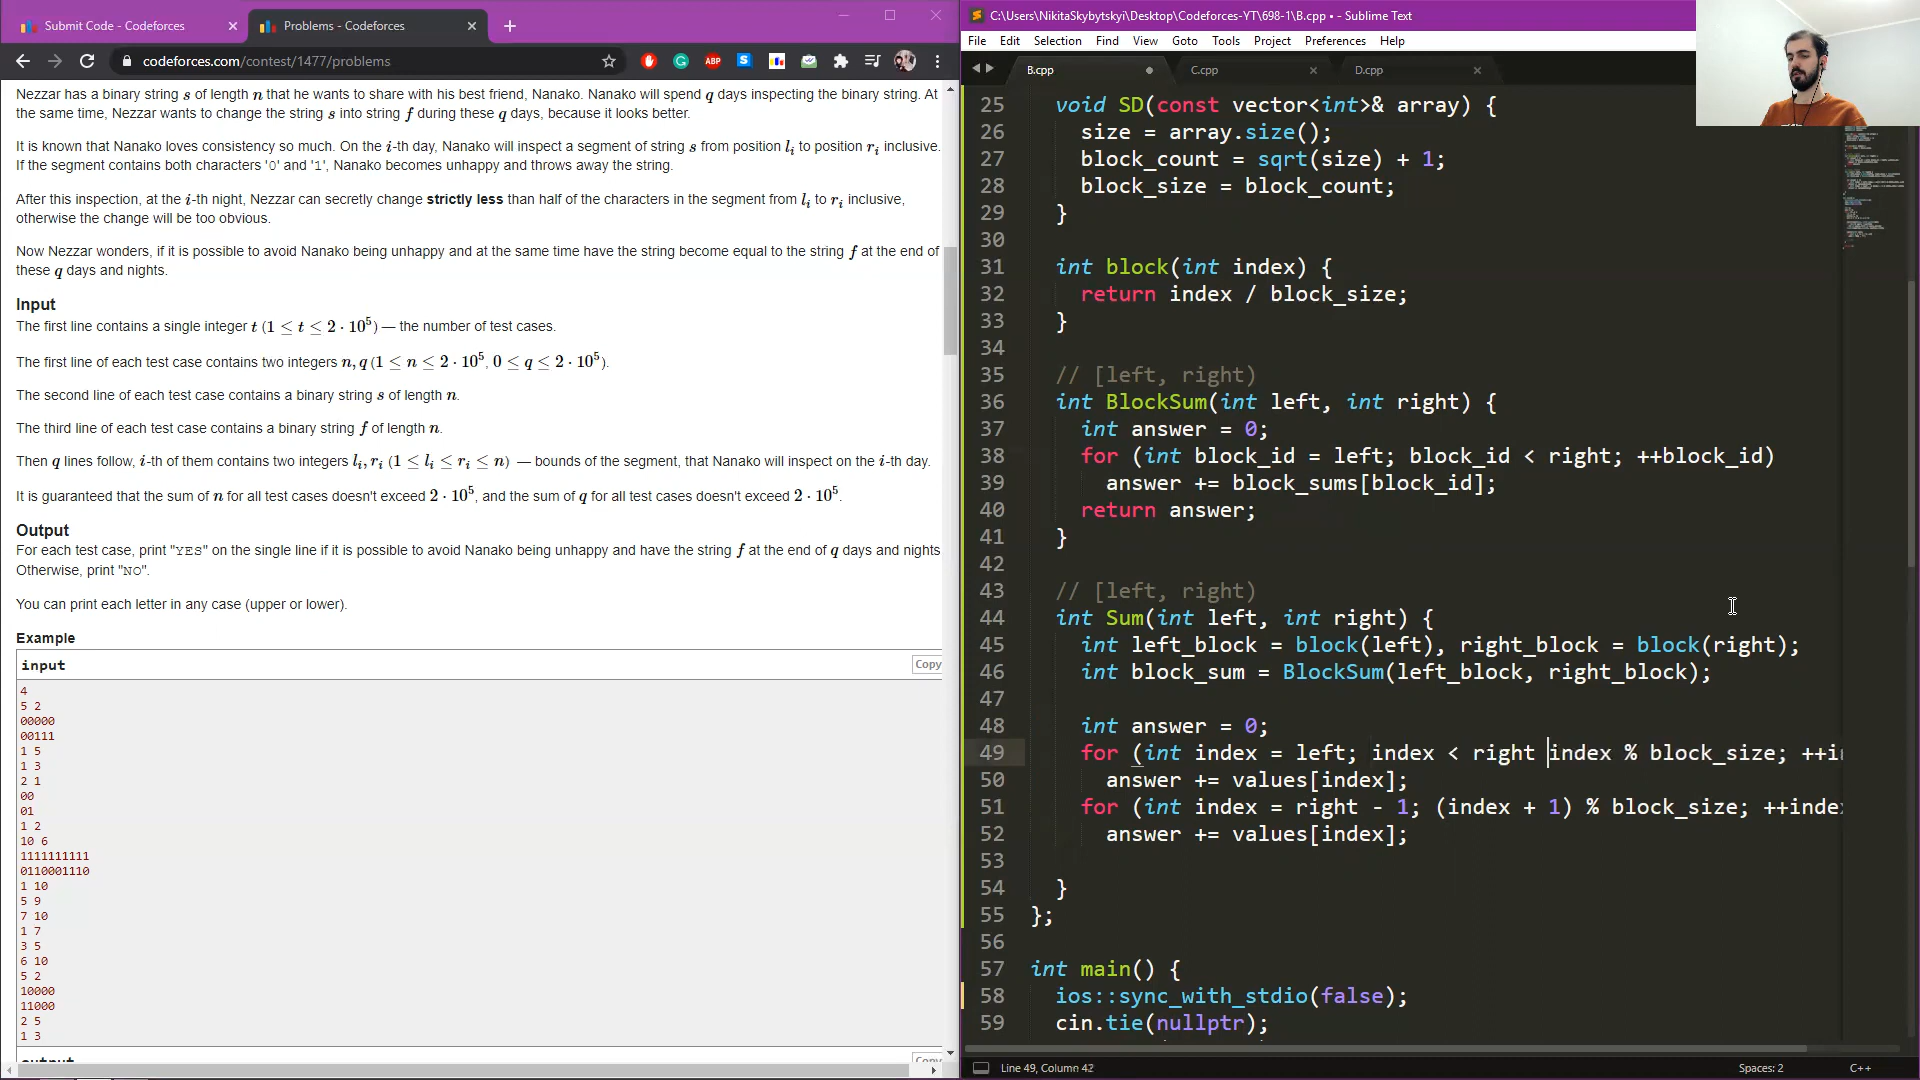 Submit Code - Codeforces
Problems - Codeforces
codeforces.com/contest/1477/problems
Nezzar has a binary string s of length n that he wants to share with his best friend, Nanako. Nanako will spend q days inspecting the binary string. At
the same time, Nezzar wants to change the string s into string f during these q days, because it looks better.
It is known that Nanako loves consistency so much. On the i-th day, Nanako will inspect a segment of string s from position l_i to position r_i inclusive.
If the segment contains both characters '0' and '1', Nanako becomes unhappy and throws away the string.
After this inspection, at the i-th night, Nezzar can secretly change strictly less than half of the characters in the segment from l_i to r_i inclusive,
otherwise the change will be too obvious.
Now Nezzar wonders, if it is possible to avoid Nanako being unhappy and at the same time have the string become equal to the string f at the end of
these q days and nights.
Input
The first line contains a single integer t (1 ≤ t ≤ 2 · 10^5) — the number of test cases.
The first line of each test case contains two integers n, q (1 ≤ n ≤ 2 · 10^5, 0 ≤ q ≤ 2 · 10^5).
The second line of each test case contains a binary string s of length n.
The third line of each test case contains a binary string f of length n.
Then q lines follow, i-th of them contains two integers l_i, r_i (1 ≤ l_i ≤ r_i ≤ n) — bounds of the segment, that Nanako will inspect on the i-th day.
It is guaranteed that the sum of n for all test cases doesn't exceed 2 · 10^5, and the sum of q for all test cases doesn't exceed 2 · 10^5.
Output
For each test case, print "YES" on the single line if it is possible to avoid Nanako being unhappy and have the string f at the end of q days and nights
Otherwise, print "NO".
You can print each letter in any case (upper or lower).
Example
input
Copy
4
5 2
00000
00111
1 5
1 3
2 1
00
01
1 2
10 6
1111111111
0110001110
1 10
5 9
7 10
1 7
3 5
6 10
5 2
10000
11000
2 5
1 3
output
Copy
C:\Users\NikitaSkybytskyi\Desktop\Codeforces-YT\698-1\B.cpp • - Sublime Text
File Edit Selection Find View Goto Tools Project Preferences Help
B.cpp
C.cpp
D.cpp
25 void SD(const vector<int>& array) {
26 size = array.size();
27 block_count = sqrt(size) + 1;
28 block_size = block_count;
29 }
30
31 int block(int index) {
32 return index / block_size;
33 }
34
35 // [left, right)
36 int BlockSum(int left, int right) {
37 int answer = 0;
38 for (int block_id = left; block_id < right; ++block_id)
39 answer += block_sums[block_id];
40 return answer;
41 }
42
43 // [left, right)
44 int Sum(int left, int right) {
45 int left_block = block(left), right_block = block(right);
46 int block_sum = BlockSum(left_block, right_block);
47
48 int answer = 0;
49 for (int index = left; index < right index % block_size; ++in
50 answer += values[index];
51 for (int index = right - 1; (index + 1) % block_size; ++index
52 answer += values[index];
53
54 }
55 };
56
57 int main() {
58 ios::sync_with_stdio(false);
59 cin.tie(nullptr);
Line 49, Column 42
Spaces: 2
C++